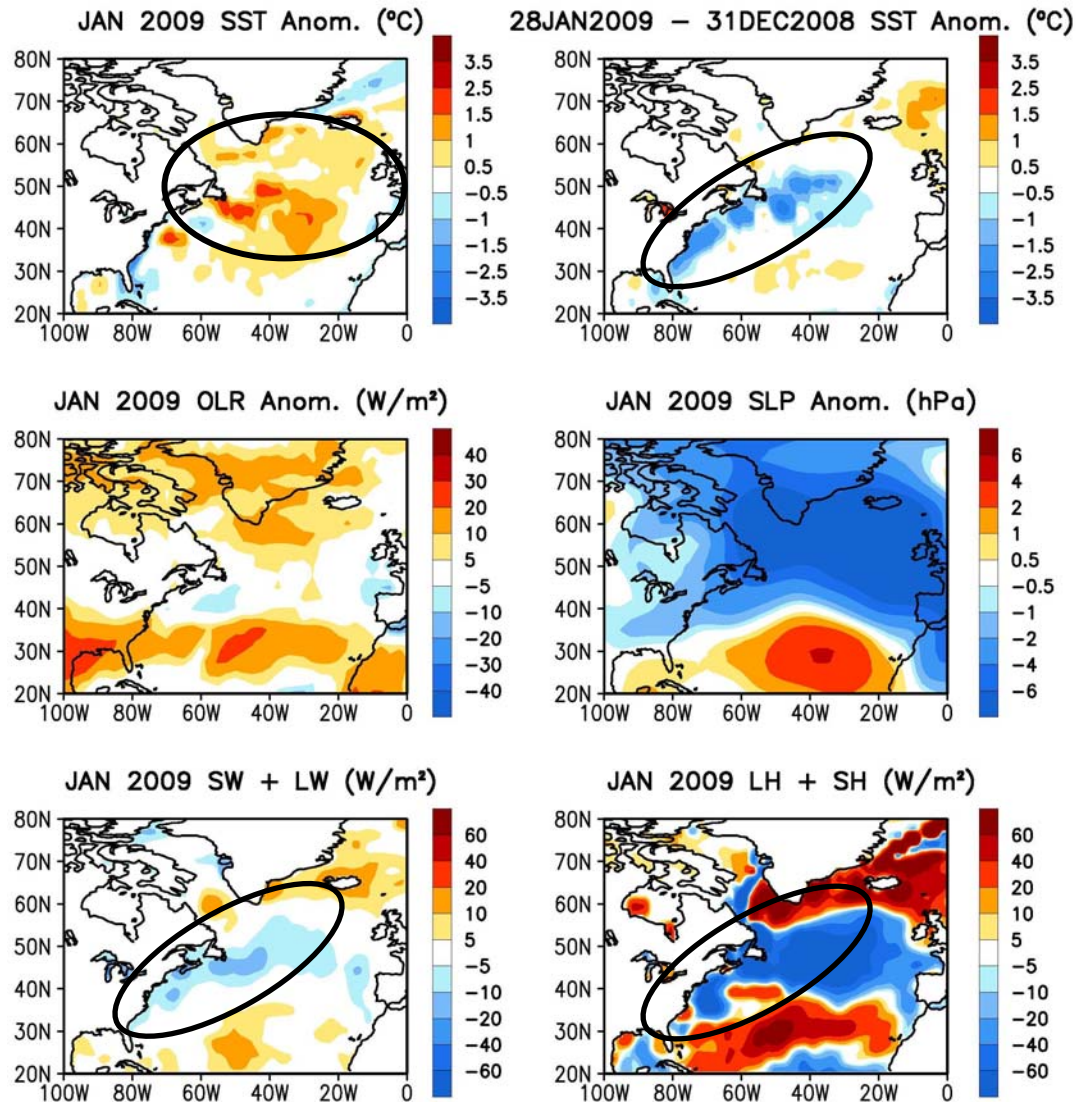 JAN 2009 SST Anom. (°C)
80N
70N
60N
50N
40N
30N
20N
100W 80W 60W 40W 20W 0
3.5
2.5
1.5
1
0.5
-0.5
-1
-1.5
-2.5
-3.5
28JAN2009 - 31DEC2008 SST Anom. (°C)
80N
70N
60N
50N
40N
30N
20N
100W 80W 60W 40W 20W 0
3.5
2.5
1.5
1
0.5
-0.5
-1
-1.5
-2.5
-3.5
JAN 2009 OLR Anom. (W/m²)
80N
70N
60N
50N
40N
30N
20N
100W 80W 60W 40W 20W 0
40
30
20
10
5
-5
-10
-20
-30
-40
JAN 2009 SLP Anom. (hPa)
80N
70N
60N
50N
40N
30N
20N
100W 80W 60W 40W 20W 0
6
4
2
1
0.5
-0.5
-1
-2
-4
-6
JAN 2009 SW + LW (W/m²)
80N
70N
60N
50N
40N
30N
20N
100W 80W 60W 40W 20W 0
60
40
20
10
5
-5
-10
-20
-40
-60
JAN 2009 LH + SH (W/m²)
80N
70N
60N
50N
40N
30N
20N
100W 80W 60W 40W 20W 0
60
40
20
10
5
-5
-10
-20
-40
-60